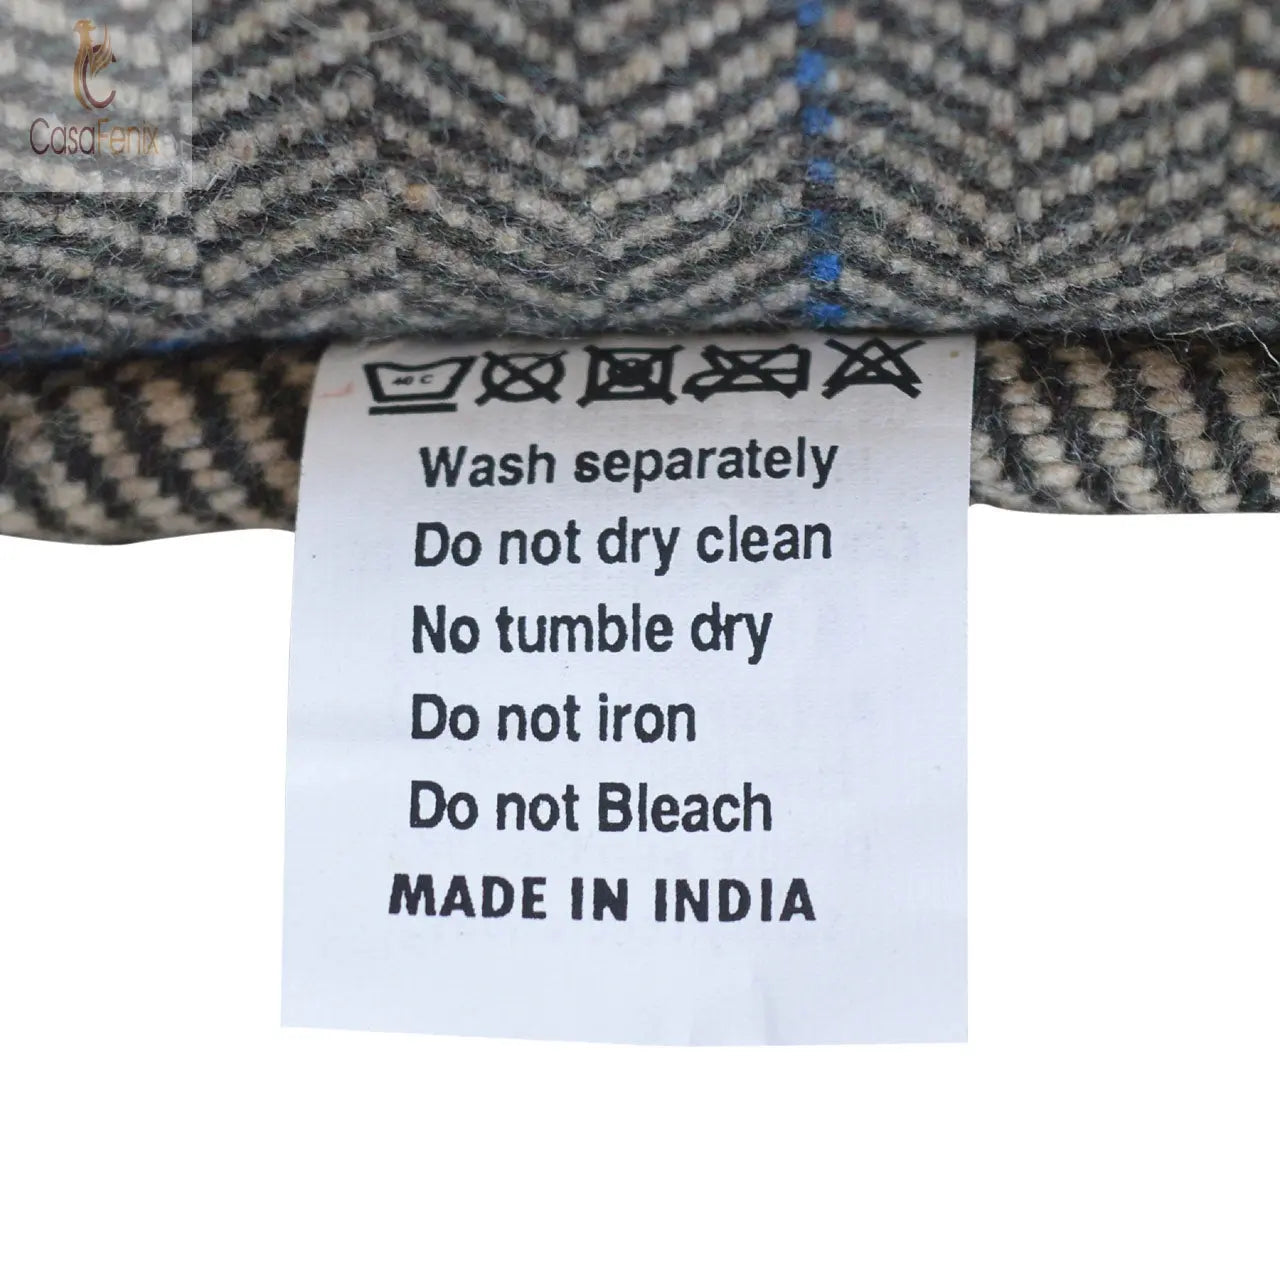 CasaFenix
40 C
Wash separately
Do not dry clean
No tumble dry
Do not iron
Do not Bleach
MADE IN INDIA